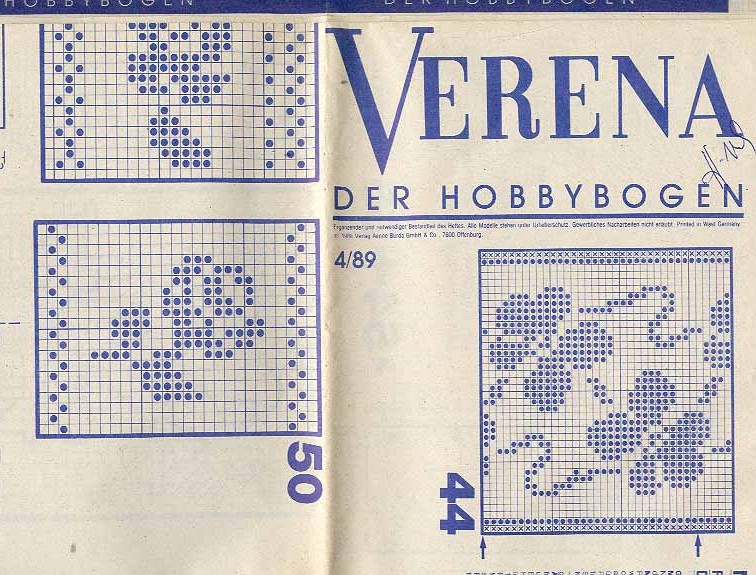 HOBBYBOGEN
DER HOBBYBOGEN
VERENA
DER HOBBYBOGEN
Ergänzender und notwendiger Bestandteil des Heftes. Alle Modelle stehen unter Urheberschutz. Gewerbliches Nacharbeiten nicht erlaubt. Printed in West Germany
Verlag Aenne Burda GmbH & Co., 7600 Offenburg.
4/89
50
44